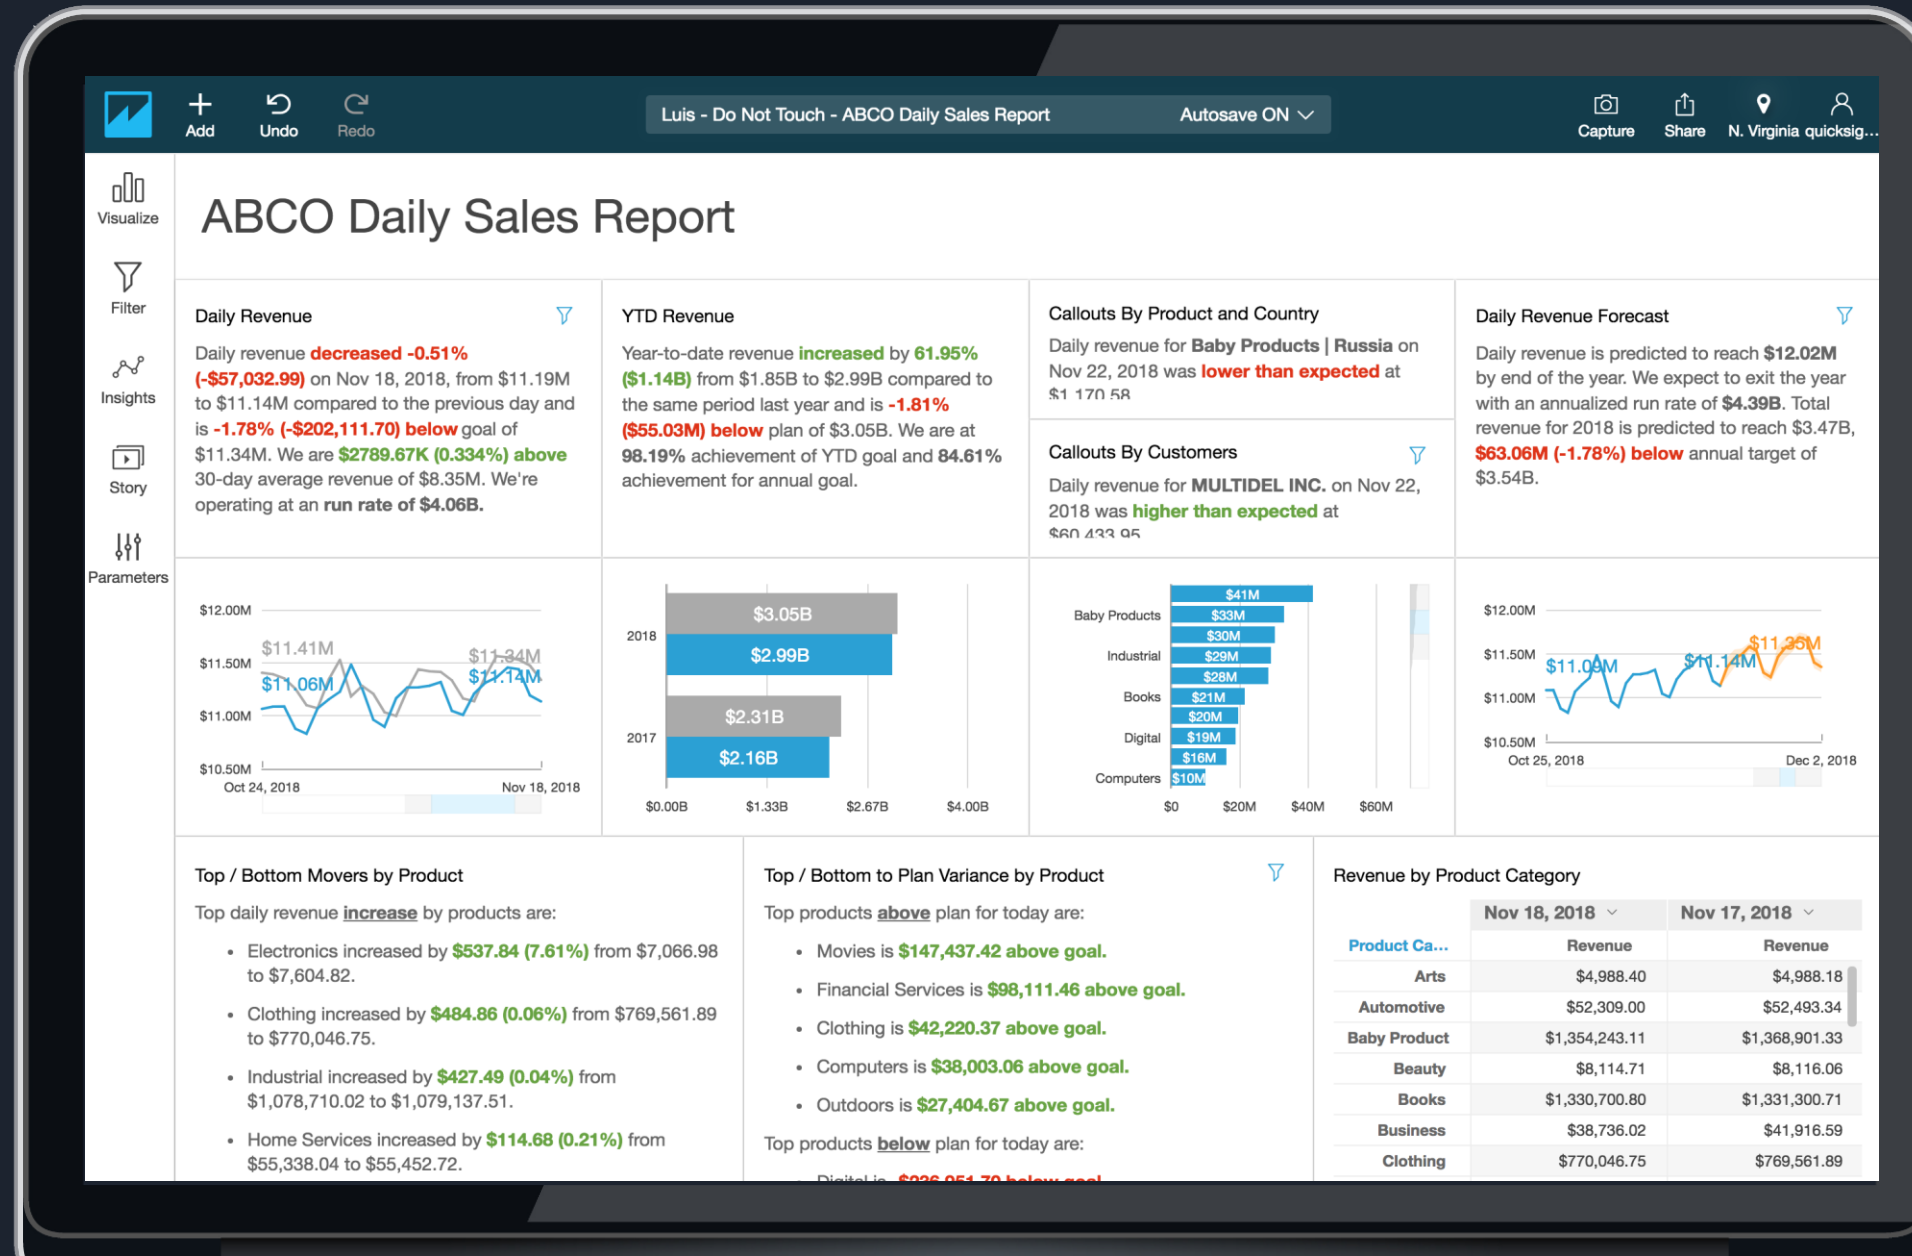 Add
Undo
Redo
Luis - Do Not Touch - ABCO Daily Sales Report
Autosave ON
Capture
Share
N. Virginia
quicksig...
Visualize
Filter
Insights
Story
Parameters
ABCO Daily Sales Report
Daily Revenue
Daily revenue decreased -0.51%
(-$57,032.99) on Nov 18, 2018, from $11.19M
to $11.14M compared to the previous day and
is -1.78% (-$202,111.70) below goal of
$11.34M. We are $2789.67K (0.334%) above
30-day average revenue of $8.35M. We're
operating at an run rate of $4.06B.
YTD Revenue
Year-to-date revenue increased by 61.95%
($1.14B) from $1.85B to $2.99B compared to
the same period last year and is -1.81%
($55.03M) below plan of $3.05B. We are at
98.19% achievement of YTD goal and 84.61%
achievement for annual goal.
Callouts By Product and Country
Daily revenue for Baby Products | Russia on
Nov 22, 2018 was lower than expected at
$1,170.58
Callouts By Customers
Daily revenue for MULTIDEL INC. on Nov 22,
2018 was higher than expected at
$60,433.95
Daily Revenue Forecast
Daily revenue is predicted to reach $12.02M
by end of the year. We expect to exit the year
with an annualized run rate of $4.39B. Total
revenue for 2018 is predicted to reach $3.47B,
$63.06M (-1.78%) below annual target of
$3.54B.
$12.00M
$11.50M
$11.00M
$10.50M
$11.41M
$11.06M
$11.34M
$11.14M
Oct 24, 2018
Nov 18, 2018
2018
$3.05B
$2.99B
2017
$2.31B
$2.16B
$0.00B
$1.33B
$2.67B
$4.00B
$41M
Baby Products
$33M
$30M
Industrial
$29M
$28M
Books
$21M
$20M
Digital
$19M
$16M
Computers
$10M
$0
$20M
$40M
$60M
$12.00M
$11.50M
$11.00M
$10.50M
$11.09M
$11.14M
$11.35M
Oct 25, 2018
Dec 2, 2018
Top / Bottom Movers by Product
Top daily revenue increase by products are:
• Electronics increased by $537.84 (7.61%) from $7,066.98
to $7,604.82.
• Clothing increased by $484.86 (0.06%) from $769,561.89
to $770,046.75.
• Industrial increased by $427.49 (0.04%) from
$1,078,710.02 to $1,079,137.51.
• Home Services increased by $114.68 (0.21%) from
$55,338.04 to $55,452.72.
Top / Bottom to Plan Variance by Product
Top products above plan for today are:
• Movies is $147,437.42 above goal.
• Financial Services is $98,111.46 above goal.
• Clothing is $42,220.37 above goal.
• Computers is $38,003.06 above goal.
• Outdoors is $27,404.67 above goal.
Top products below plan for today are:
Digital is -$236,951.70 below goal
Revenue by Product Category
Nov 18, 2018 Nov 17, 2018
Product Ca... Revenue Revenue
Arts $4,988.40 $4,988.18
Automotive $52,309.00 $52,493.34
Baby Product $1,354,243.11 $1,368,901.33
Beauty $8,114.71 $8,116.06
Books $1,330,700.80 $1,331,300.71
Business $38,736.02 $41,916.59
Clothing $770,046.75 $769,561.89